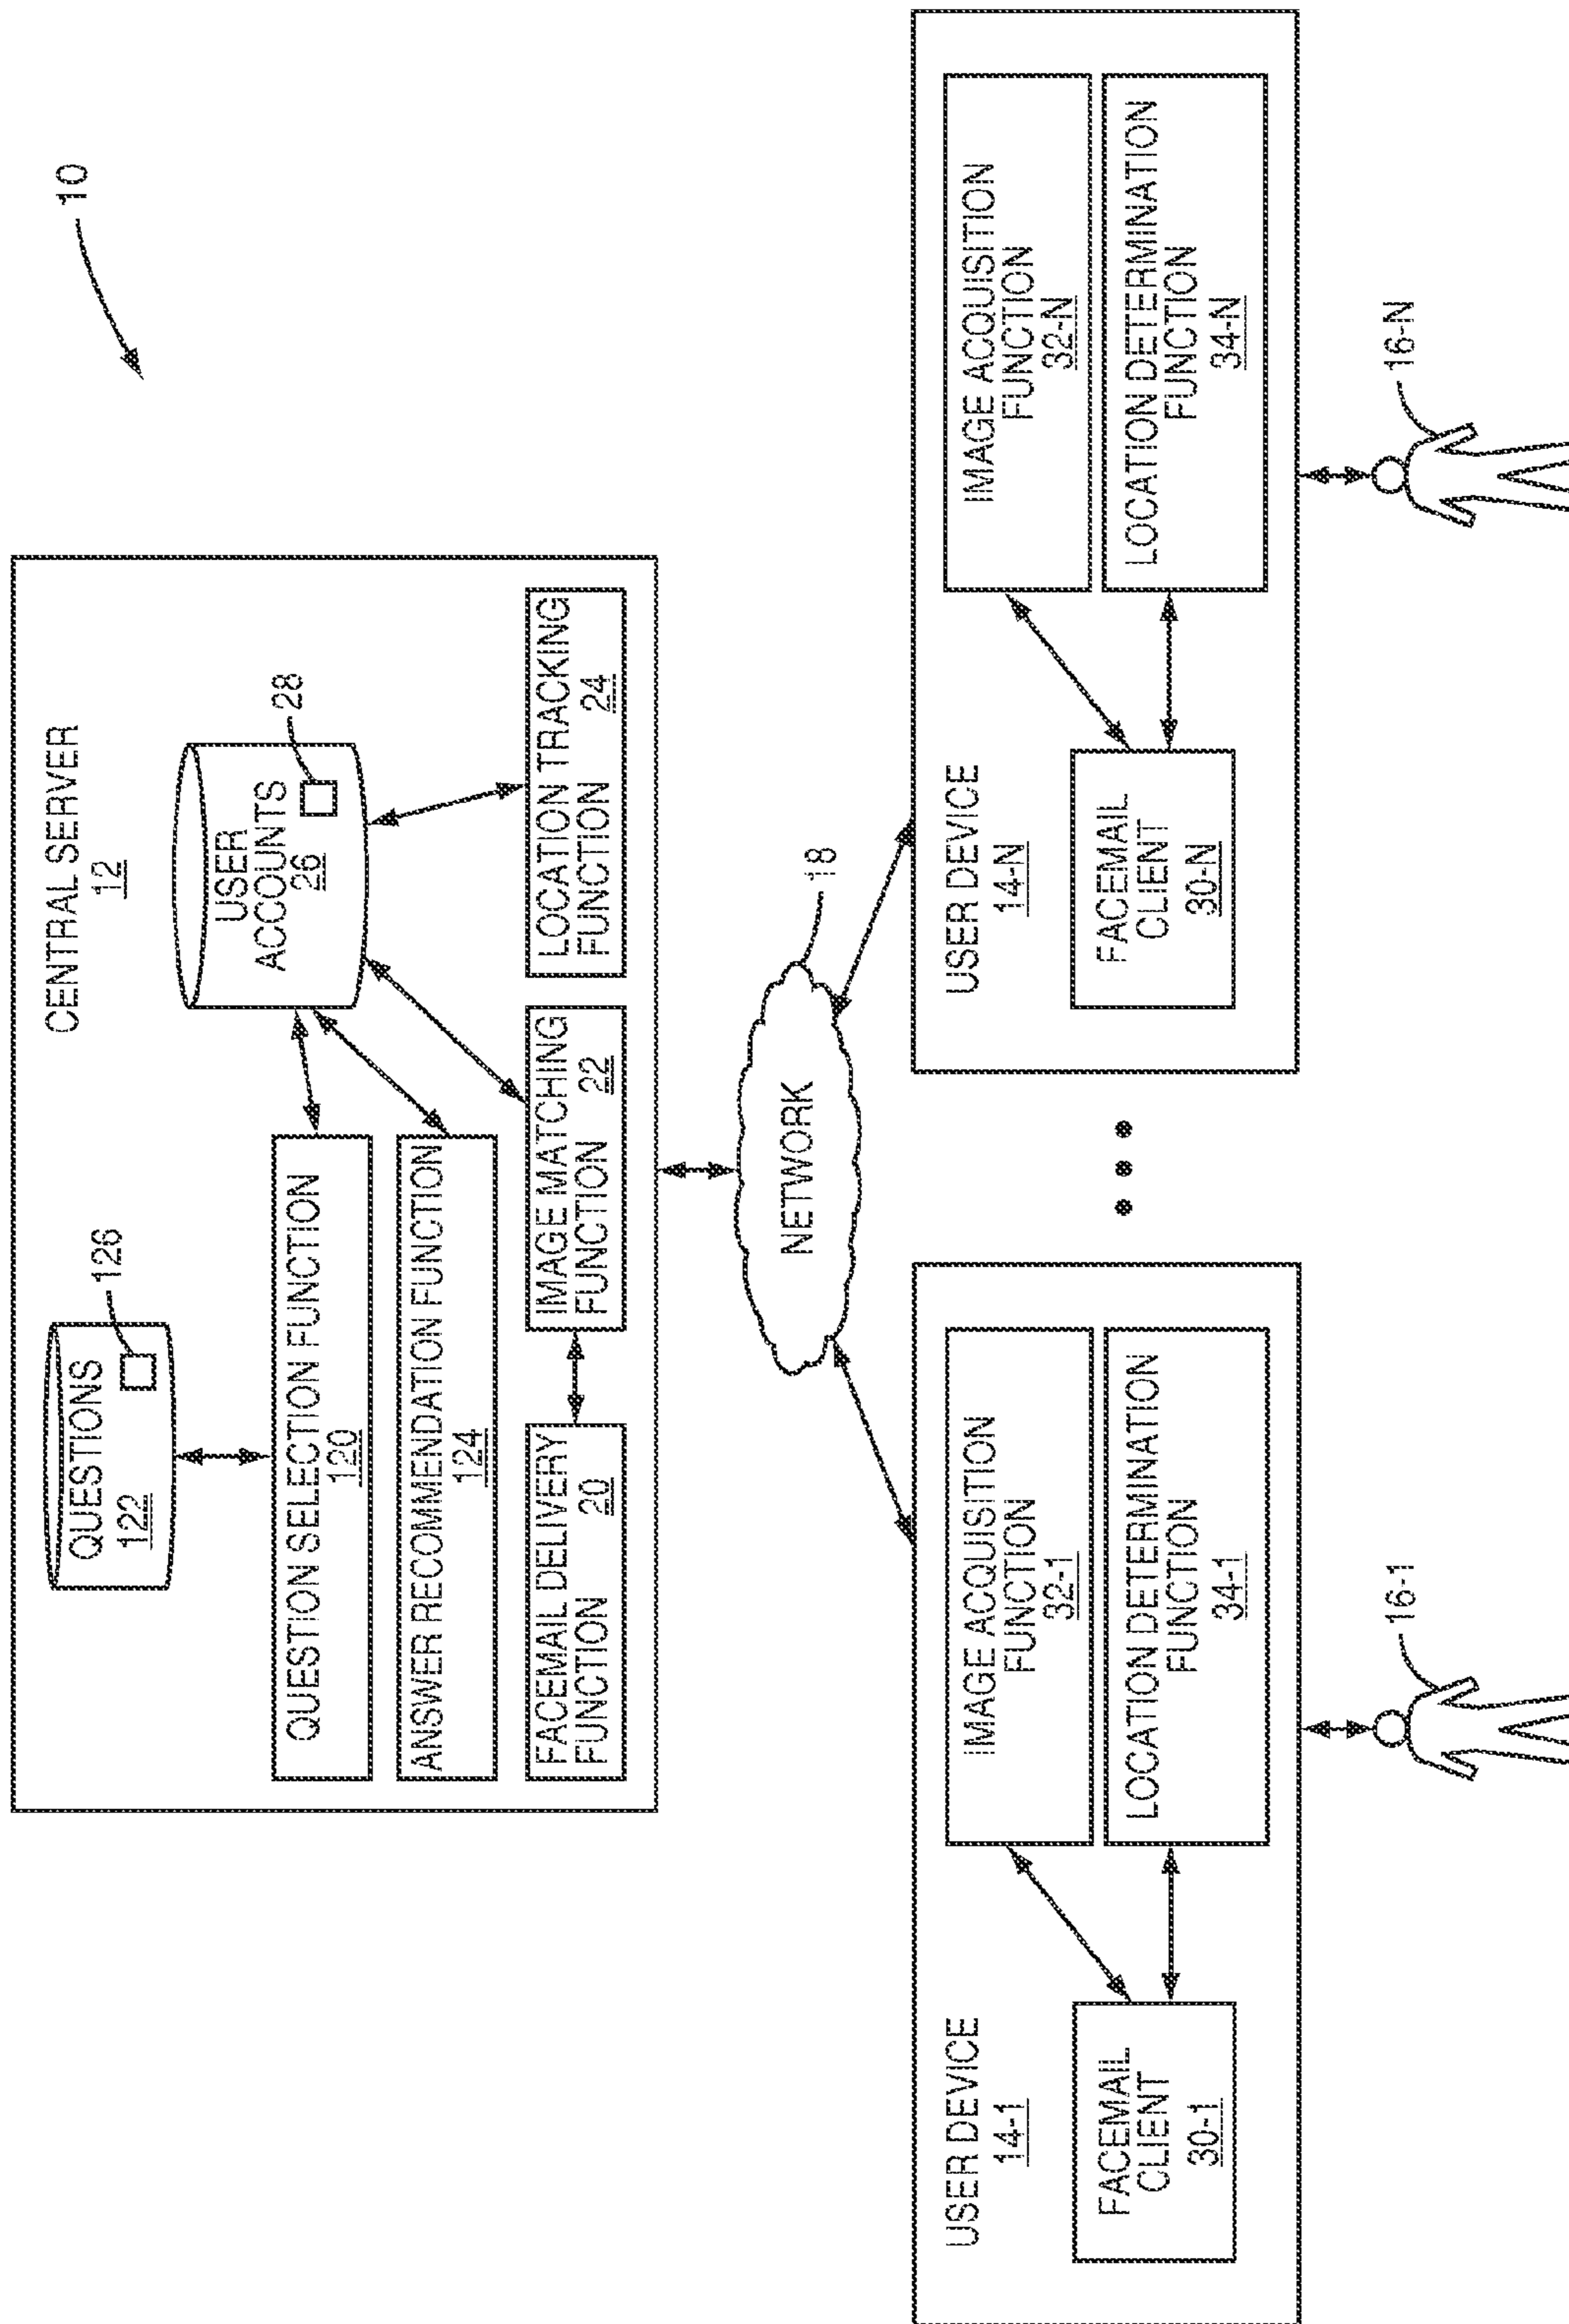 10
CENTRAL SERVER
12
QUESTIONS
122
126
USER
ACCOUNTS
26
28
QUESTION SELECTION FUNCTION
120
ANSWER RECOMMENDATION FUNCTION
124
FACEMAIL DELIVERY
FUNCTION 20
IMAGE MATCHING
FUNCTION 22
LOCATION TRACKING
FUNCTION 24
NETWORK
18
USER DEVICE
14-1
FACEMAIL
CLIENT
30-1
IMAGE ACQUISITION
FUNCTION
32-1
LOCATION DETERMINATION
FUNCTION
34-1
16-1
USER DEVICE
14-N
FACEMAIL
CLIENT
30-N
IMAGE ACQUISITION
FUNCTION
32-N
LOCATION DETERMINATION
FUNCTION
34-N
16-N